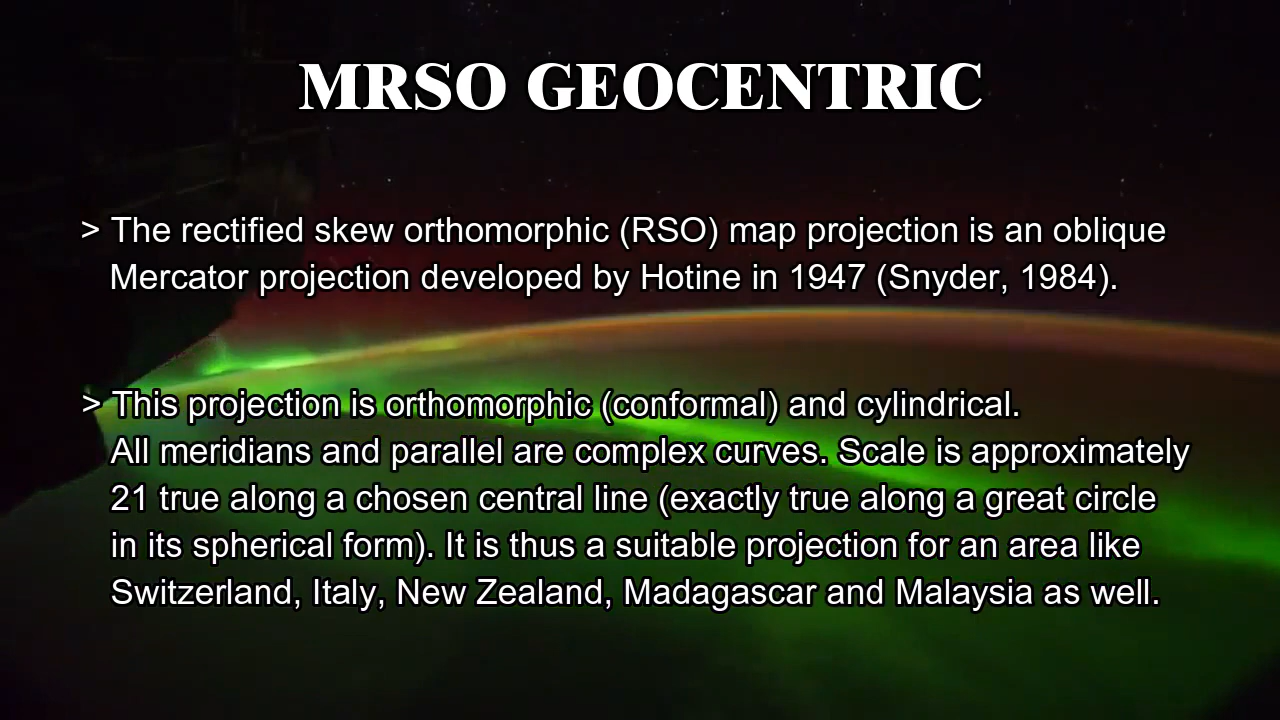 MRSO GEOCENTRIC
> The rectified skew orthomorphic (RSO) map projection is an oblique
Mercator projection developed by Hotine in 1947 (Snyder, 1984).
> This projection is orthomorphic (conformal) and cylindrical.
All meridians and parallel are complex curves. Scale is approximately
21 true along a chosen central line (exactly true along a great circle
in its spherical form). It is thus a suitable projection for an area like
Switzerland, Italy, New Zealand, Madagascar and Malaysia as well.